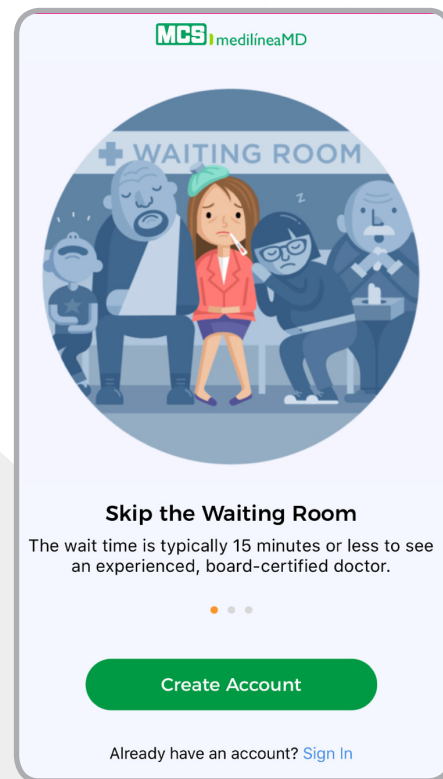 MCS medilíneaMD
WAITING ROOM
z
Skip the Waiting Room
The wait time is typically 15 minutes or less to see
an experienced, board-certified doctor.
Create Account
Already have an account? Sign In